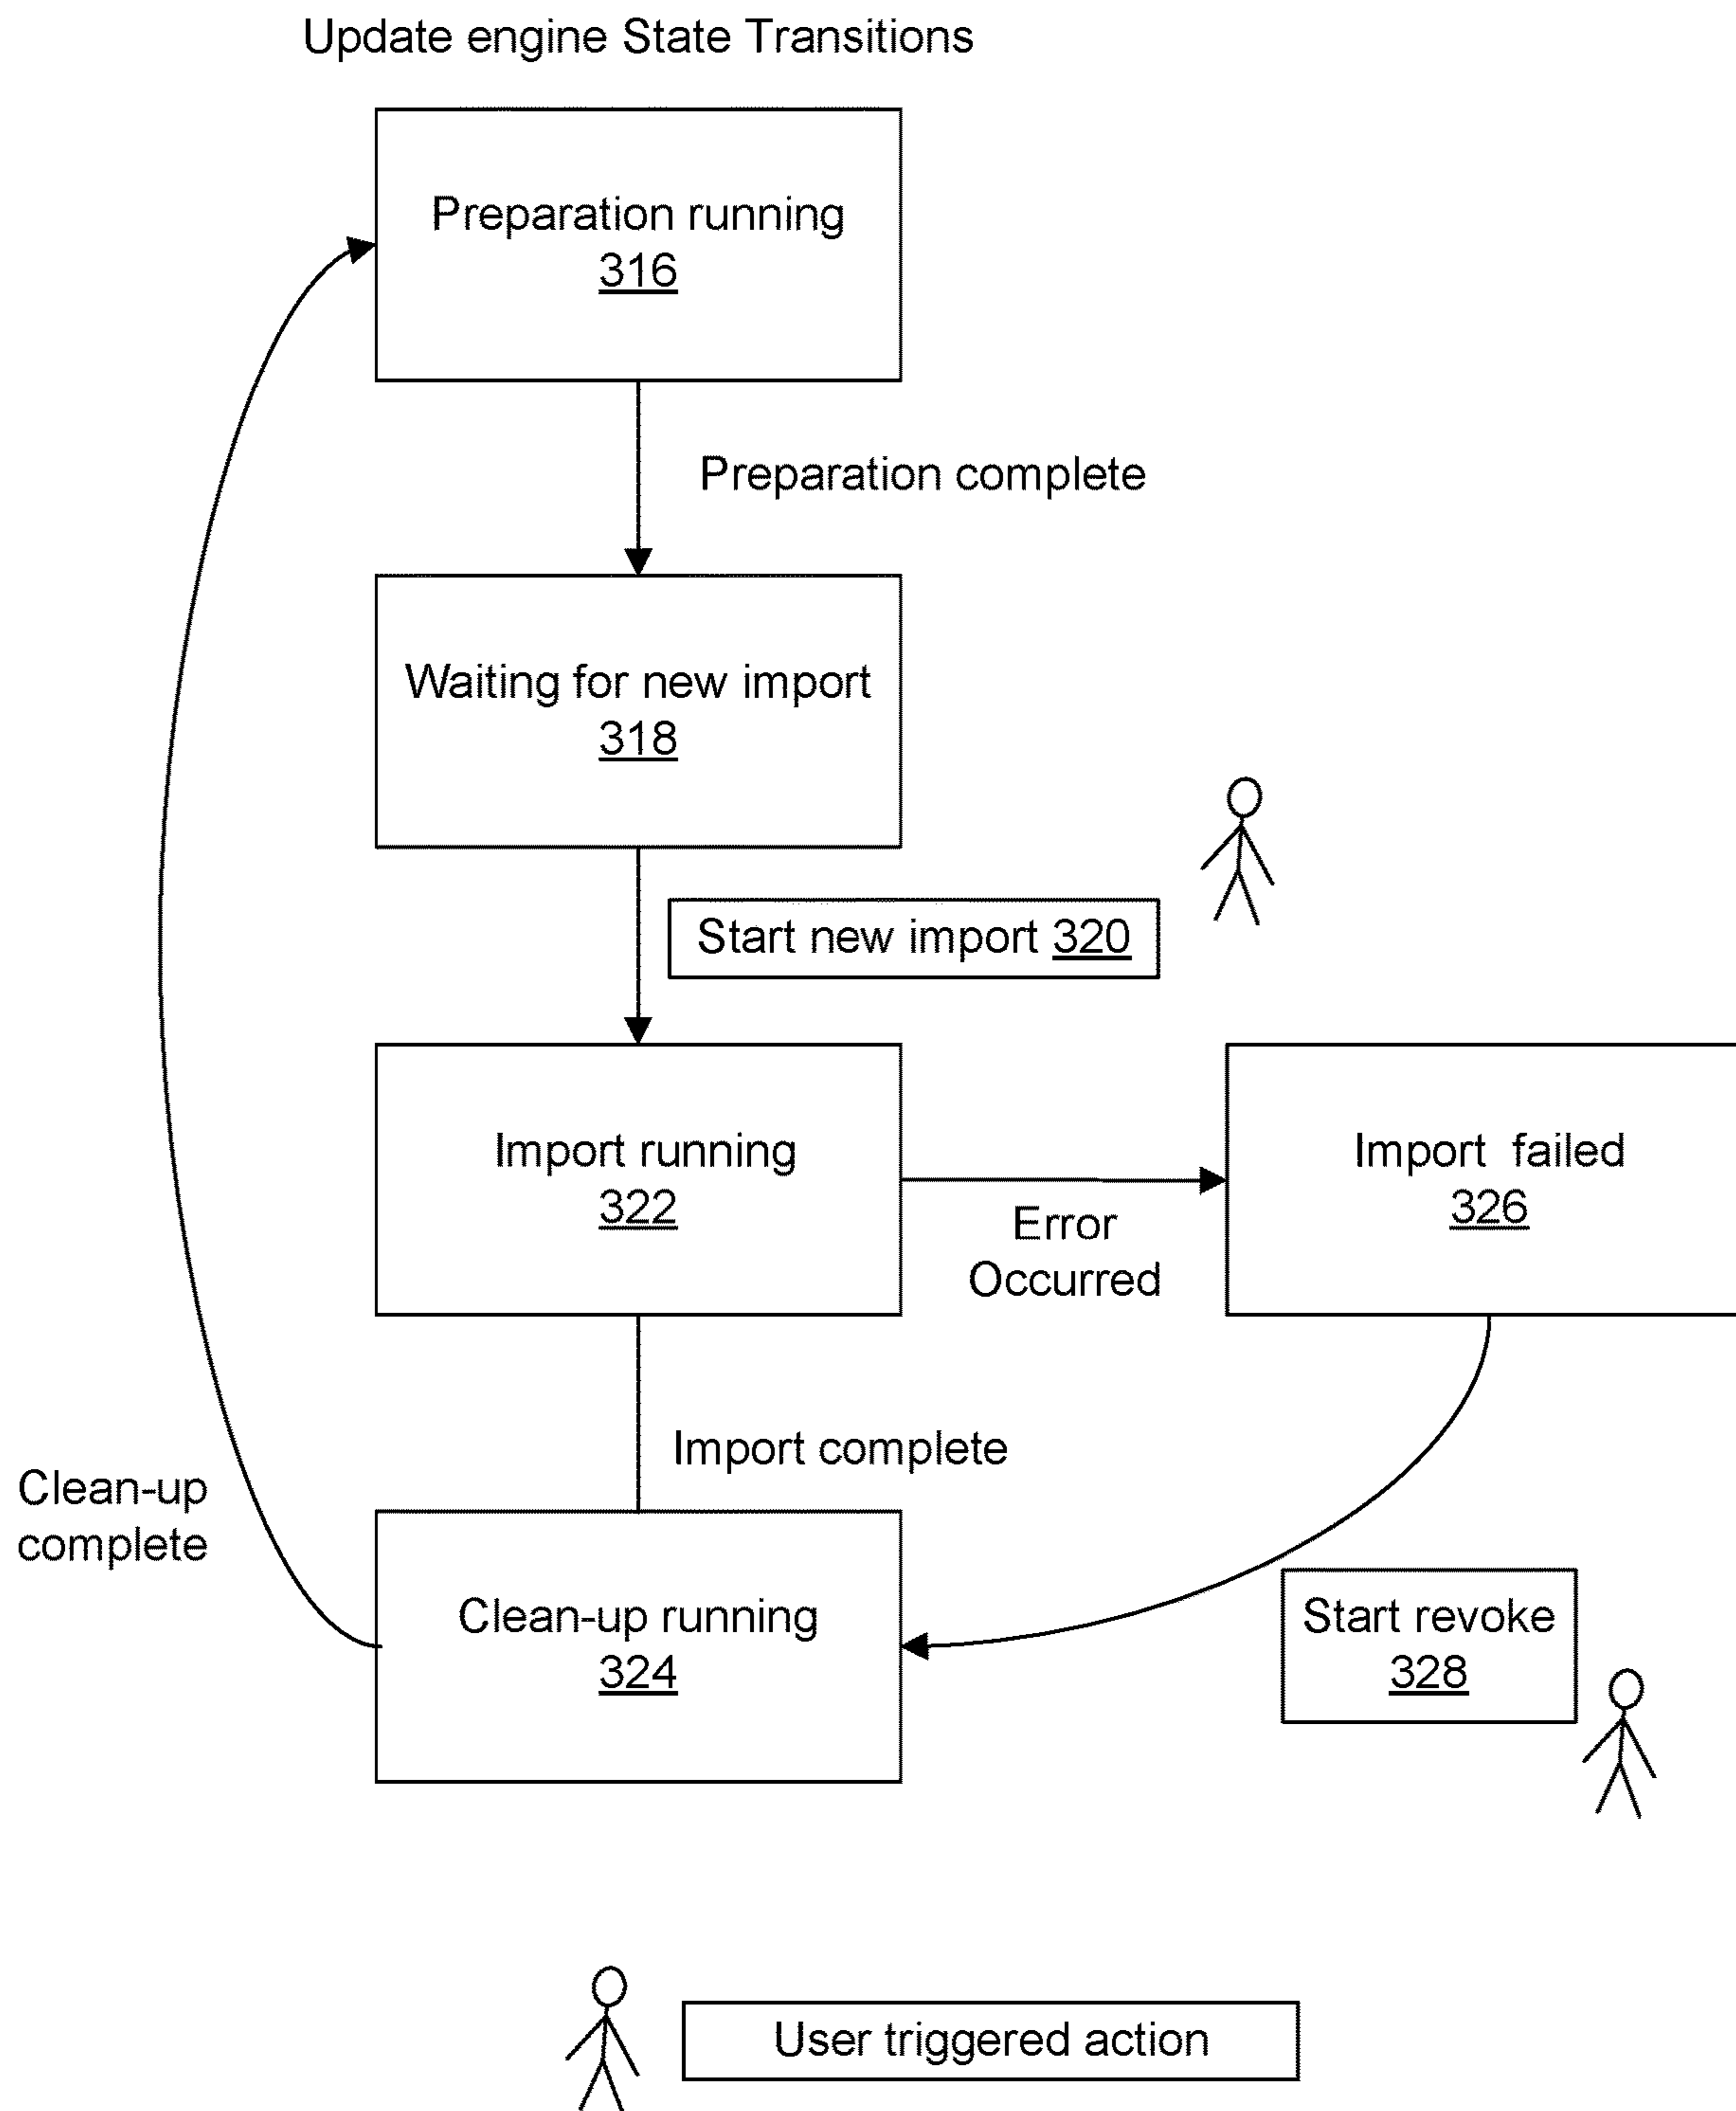 Update engine State Transitions
Preparation running
316
Preparation complete
Waiting for new import
318
Start new import 320
Import running
322
Error
Occurred
Import failed
326
Import complete
Clean-up
complete
Clean-up running
324
Start revoke
328
User triggered action